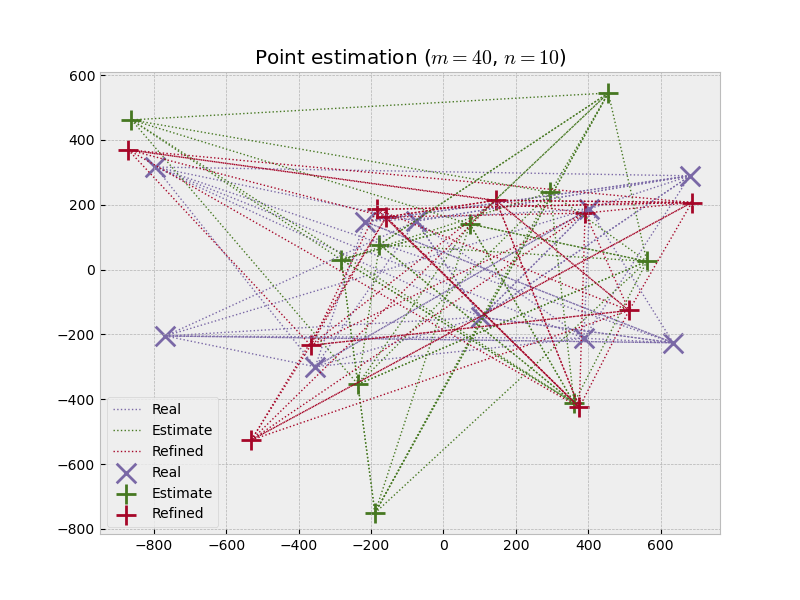 Point estimation (m = 40, n = 10)
600
400
200
0
−200
−400
−600
−800
−800 −600 −400 −200 0 200 400 600
Real
Estimate
Refined
Real
Estimate
Refined